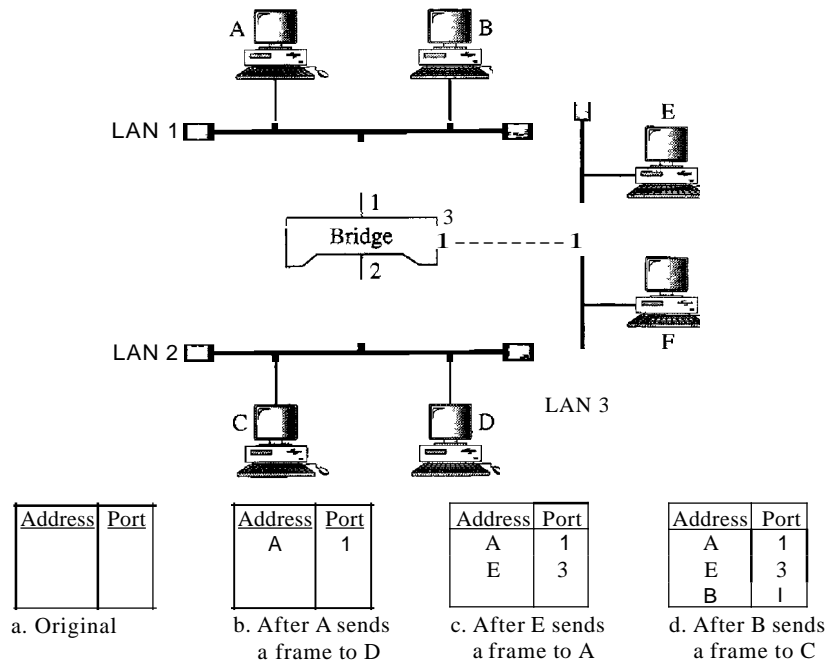 A
B
LAN 1
E
1
3
Bridge
1 1
2
F
LAN 2
LAN 3
C
D
Address Port
Address Port
A 1
Address Port
A 1
E 3
Address Port
A 1
E 3
B I
a. Original
b. After A sends
a frame to D
c. After E sends
a frame to A
d. After B sends
a frame to C